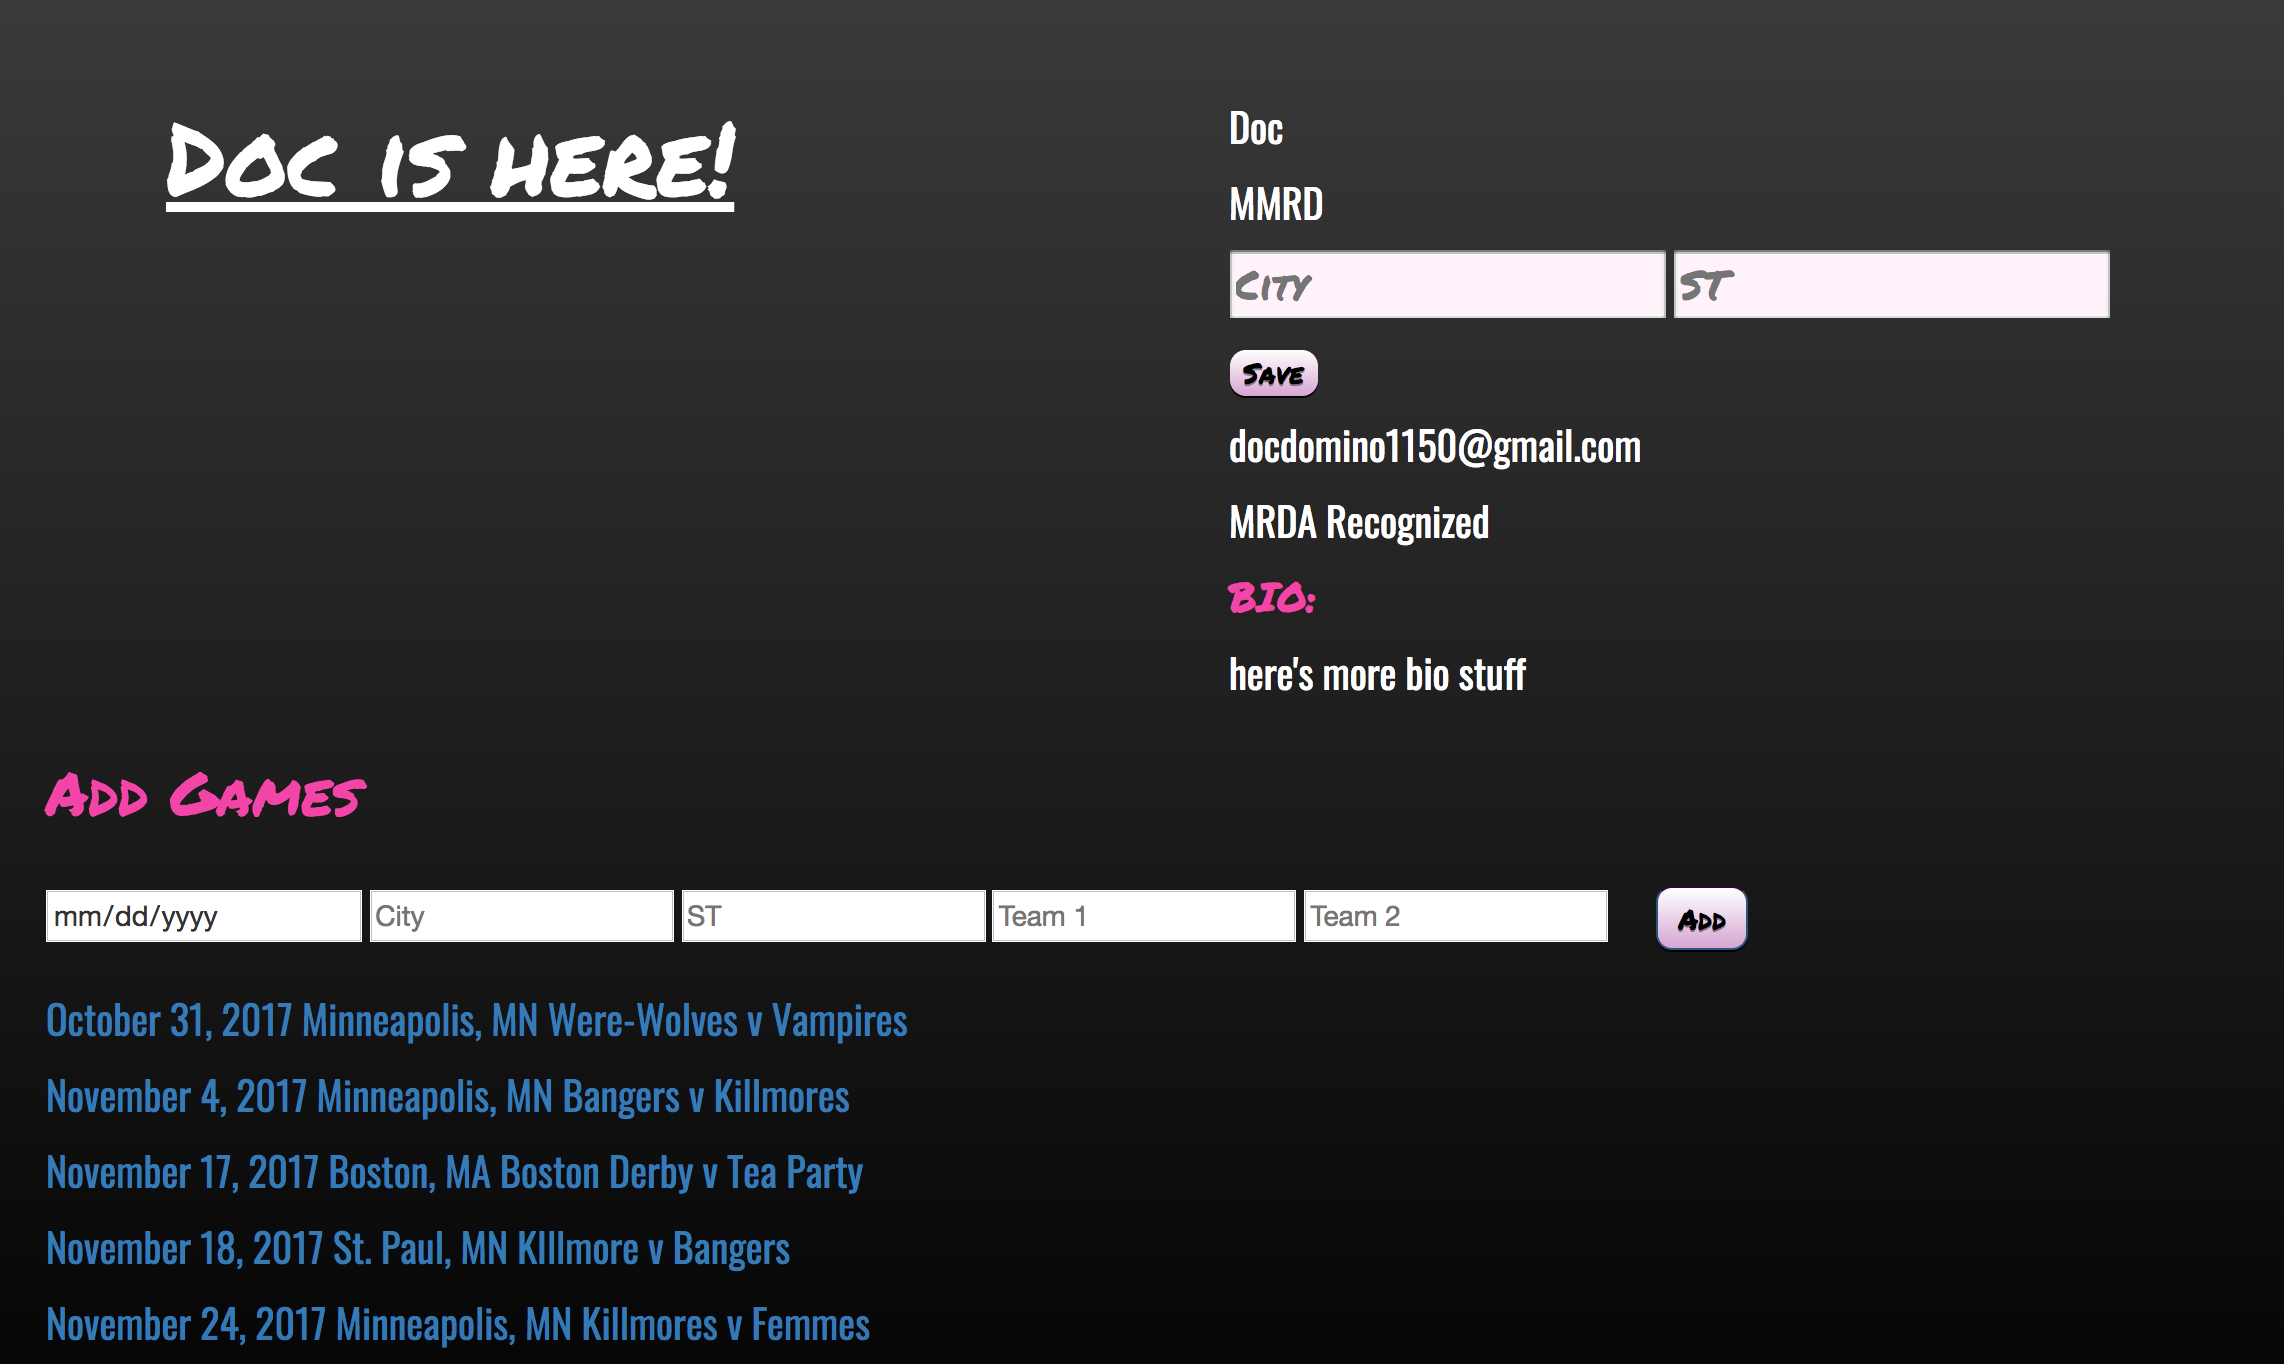 Doc is here!
Doc
MMRD
City ST
Save
docdomino1150@gmail.com
MRDA Recognized
BIO:
here's more bio stuff
Add Games
mm/dd/yyyy City ST Team 1 Team 2 Add
October 31, 2017 Minneapolis, MN Were-Wolves v Vampires
November 4, 2017 Minneapolis, MN Bangers v Killmores
November 17, 2017 Boston, MA Boston Derby v Tea Party
November 18, 2017 St. Paul, MN KIllmore v Bangers
November 24, 2017 Minneapolis, MN Killmores v Femmes